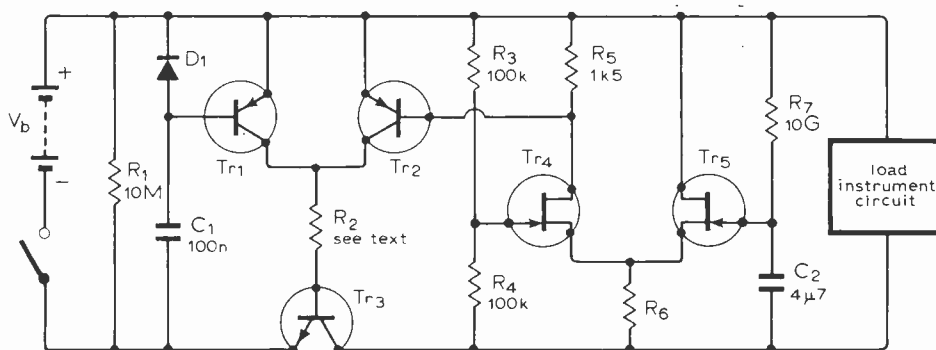 +
V_b
−
R1
10M
D1
C1
100n
Tr1
Tr2
R2
see text
Tr3
R3
100k
R4
100k
R5
1k5
Tr4
Tr5
R6
R7
10G
C2
4μ7
load
instrument
circuit